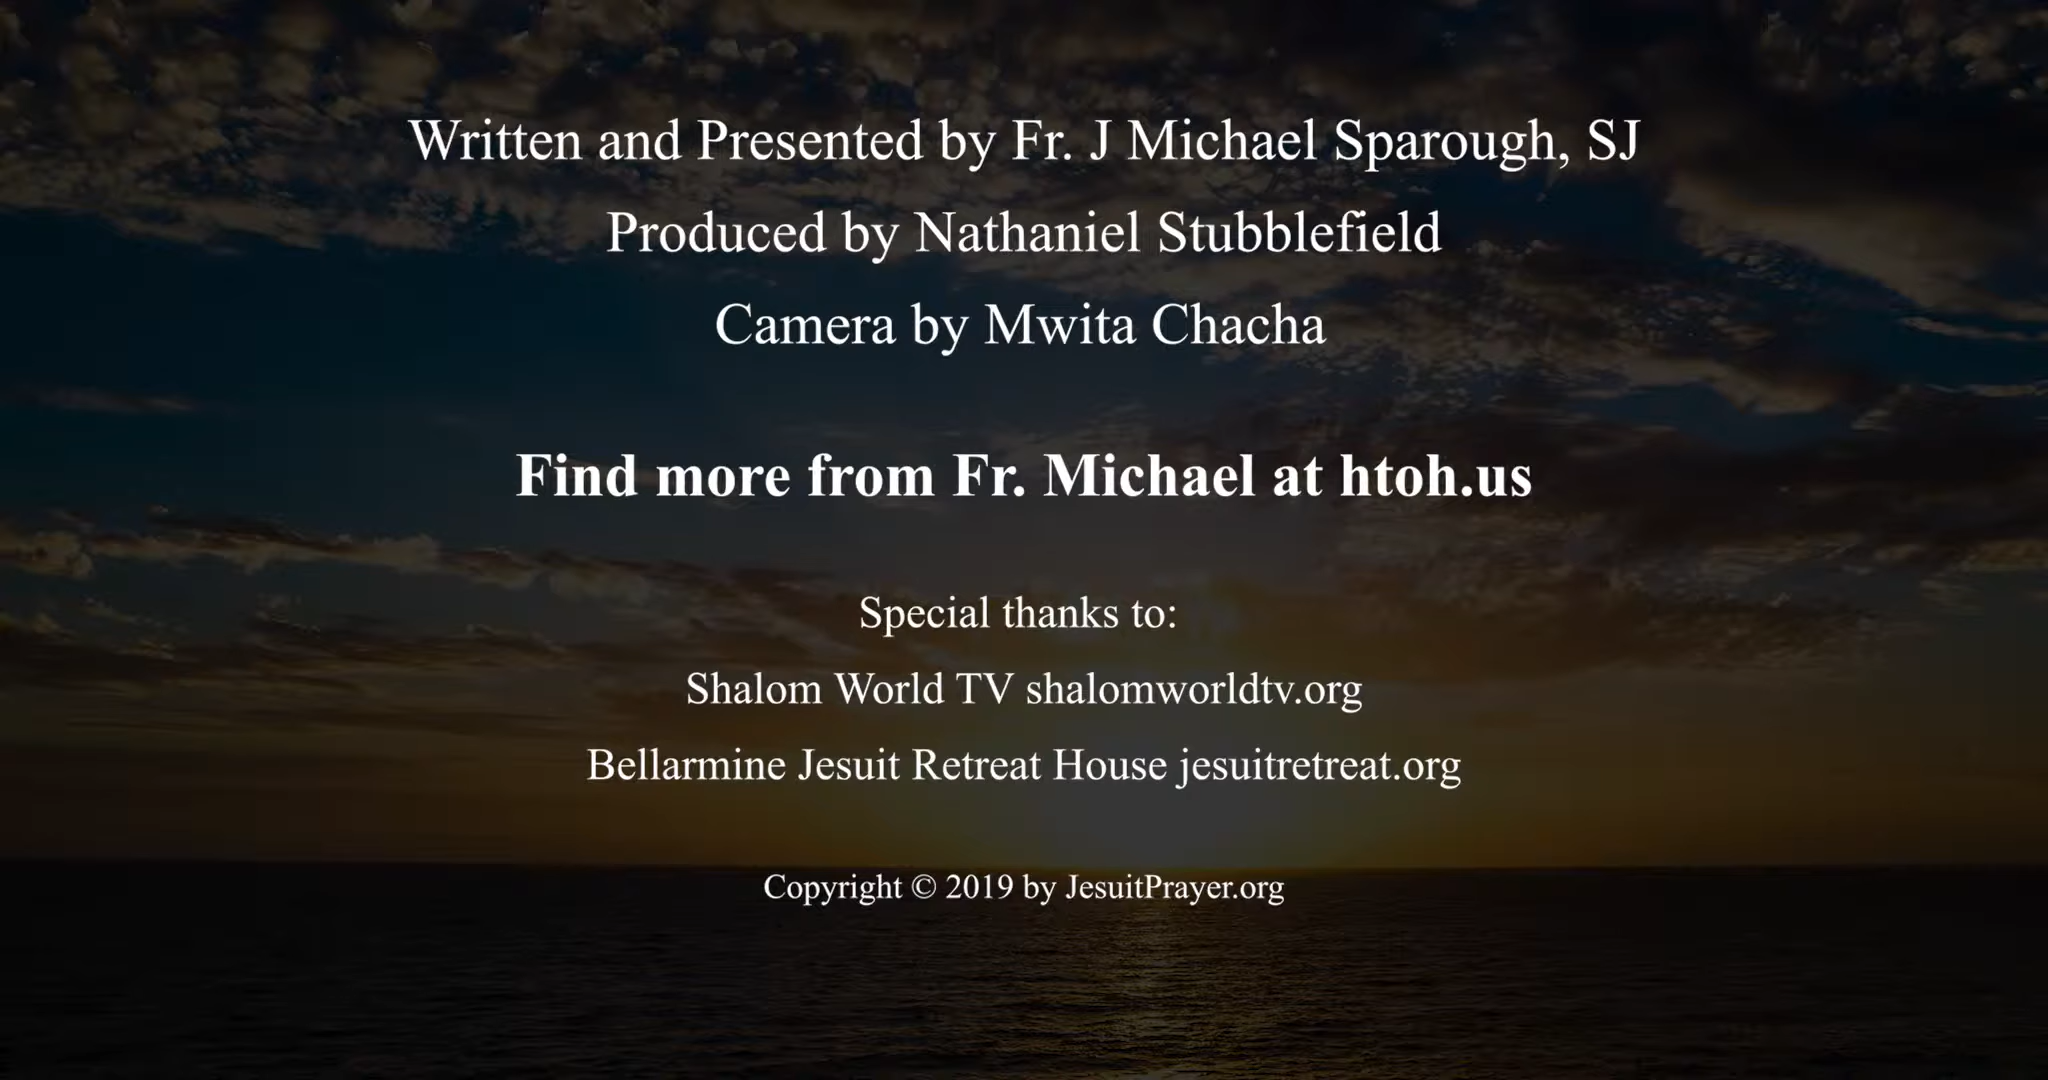 Written and Presented by Fr. J Michael Sparough, SJ
Produced by Nathaniel Stubblefield
Camera by Mwita Chacha
Find more from Fr. Michael at htoh.us
Special thanks to:
Shalom World TV shalomworldtv.org
Bellarmine Jesuit Retreat House jesuitretreat.org
Copyright © 2019 by JesuitPrayer.org